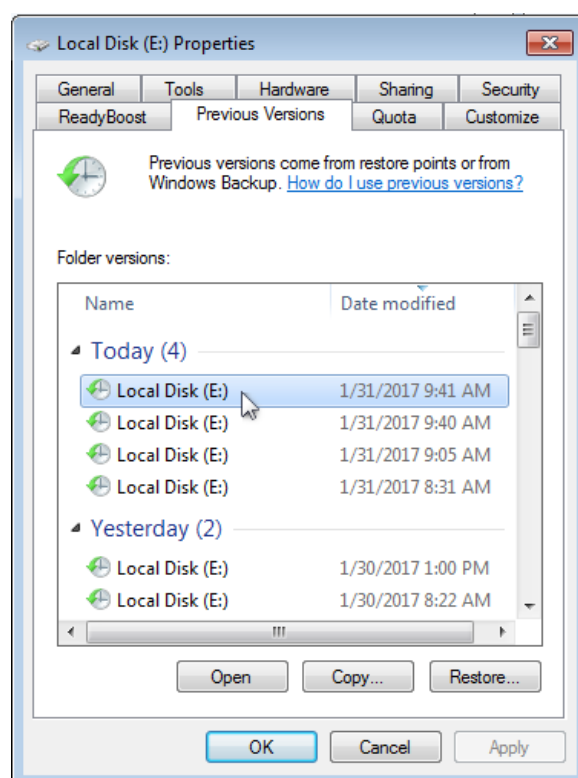 Local Disk (E:) Properties
General Tools Hardware Sharing Security
ReadyBoost Previous Versions Quota Customize
Previous versions come from restore points or from
Windows Backup. How do I use previous versions?
Folder versions:
Name Date modified
Today (4)
Local Disk (E:) 1/31/2017 9:41 AM
Local Disk (E:) 1/31/2017 9:40 AM
Local Disk (E:) 1/31/2017 9:05 AM
Local Disk (E:) 1/31/2017 8:31 AM
Yesterday (2)
Local Disk (E:) 1/30/2017 1:00 PM
Local Disk (E:) 1/30/2017 8:22 AM
Open Copy... Restore...
OK Cancel Apply